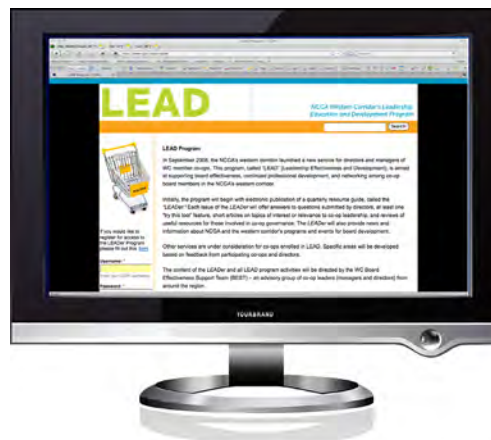 LEAD
NCGA Western Corridor's Leadership
Education and Development Program
Search
LEAD Program
In September 2009, the NCGA's western corridor launched a new service for directors and managers of
WC member co-ops. This program, called "LEAD" (Leadership Effectiveness and Development), is aimed
at supporting board effectiveness, continued professional development, and networking among co-op
board members in the NCGA's western corridor.
Initially, the program will begin with electronic publication of a quarterly resource guide, called the
"LEADer." Each issue of the LEADer will offer answers to questions submitted by directors, at least one
"try this tool" feature, short articles on topics of interest or relevance to co-op leadership, and reviews of
useful resources for those involved in co-op governance. The LEADer will also provide news and
information about NCGA and the western corridor's programs and events for board development.
Other services are under consideration for co-ops enrolled in LEAD. Specific areas will be developed
based on feedback from participating co-ops and directors.
The content of the LEADer and all LEAD program activities will be directed by the WC Board
Effectiveness Support Team (BEST) – an advisory group of co-op leaders (managers and directors) from
around the region.
If you would like to
register for access to
the LEADer Program
please fill out this form
Username *
Password *
YOURBRAND